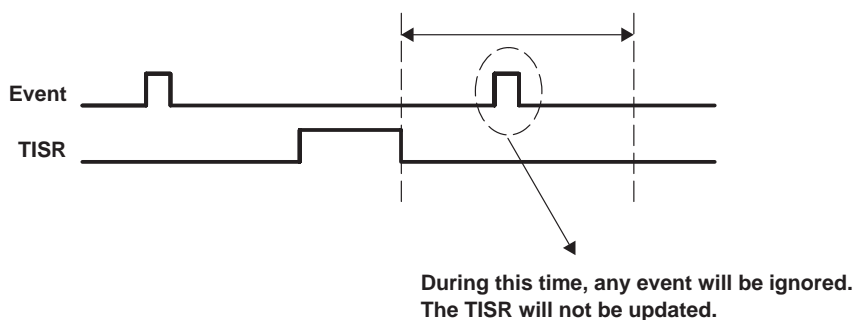 Event
TISR
During this time, any event will be ignored.
The TISR will not be updated.